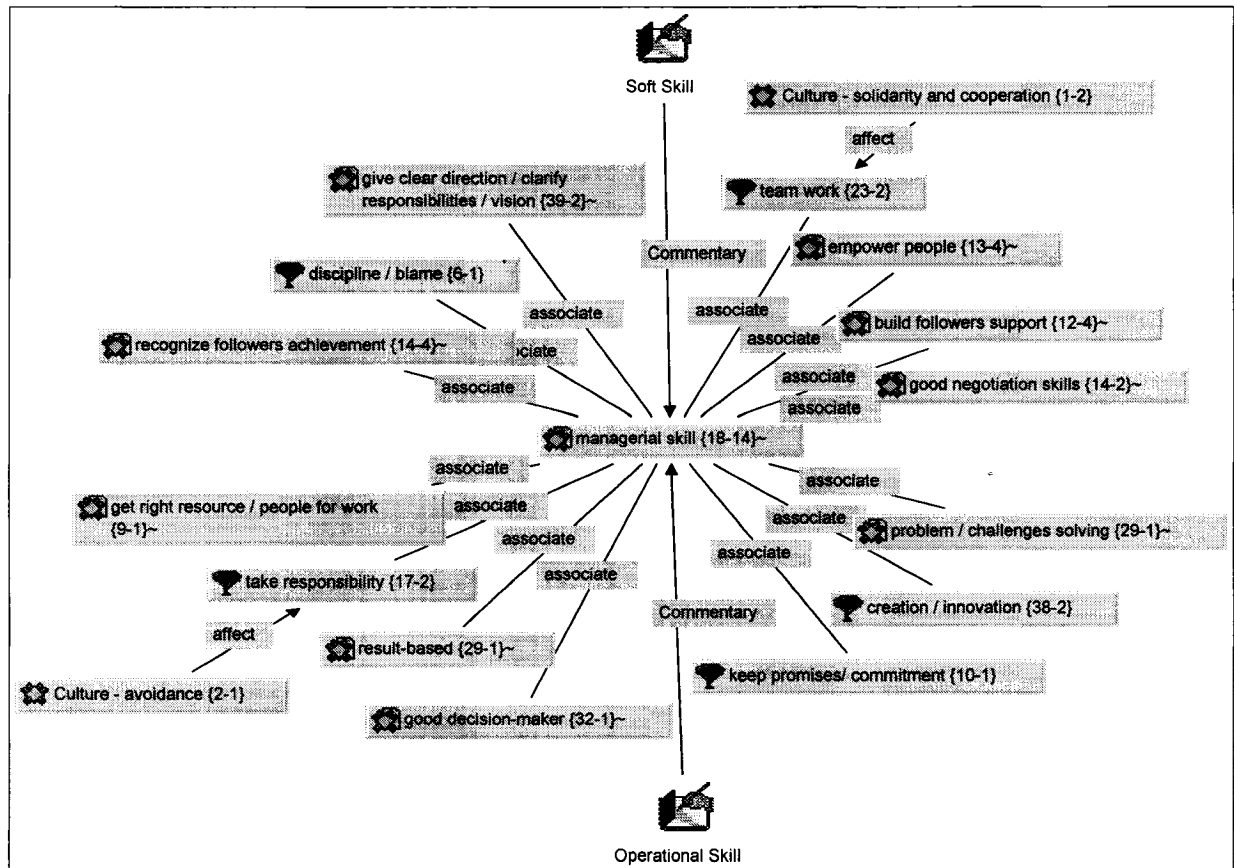 Soft Skill
Culture - solidarity and cooperation {1-2}
affect
give clear direction / clarify
responsibilities / vision {39-2}~
team work {23-2}
Commentary
empower people {13-4}~
discipline / blame {6-1}
associate
associate
build followers support {12-4}~
recognize followers achievement {14-4}~
ociate
associate
associate
associate
good negotiation skills {14-2}~
associate
managerial skill {18-14}~
associate
associate
get right resource / people for work
{9-1}~
associate
associate
problem / challenges solving {29-1}~
associate
associate
associate
take responsibility {17-2}
Commentary
creation / innovation {38-2}
affect
result-based {29-1}~
keep promises/ commitment {10-1}
Culture - avoidance {2-1}
good decision-maker {32-1}~
Operational Skill